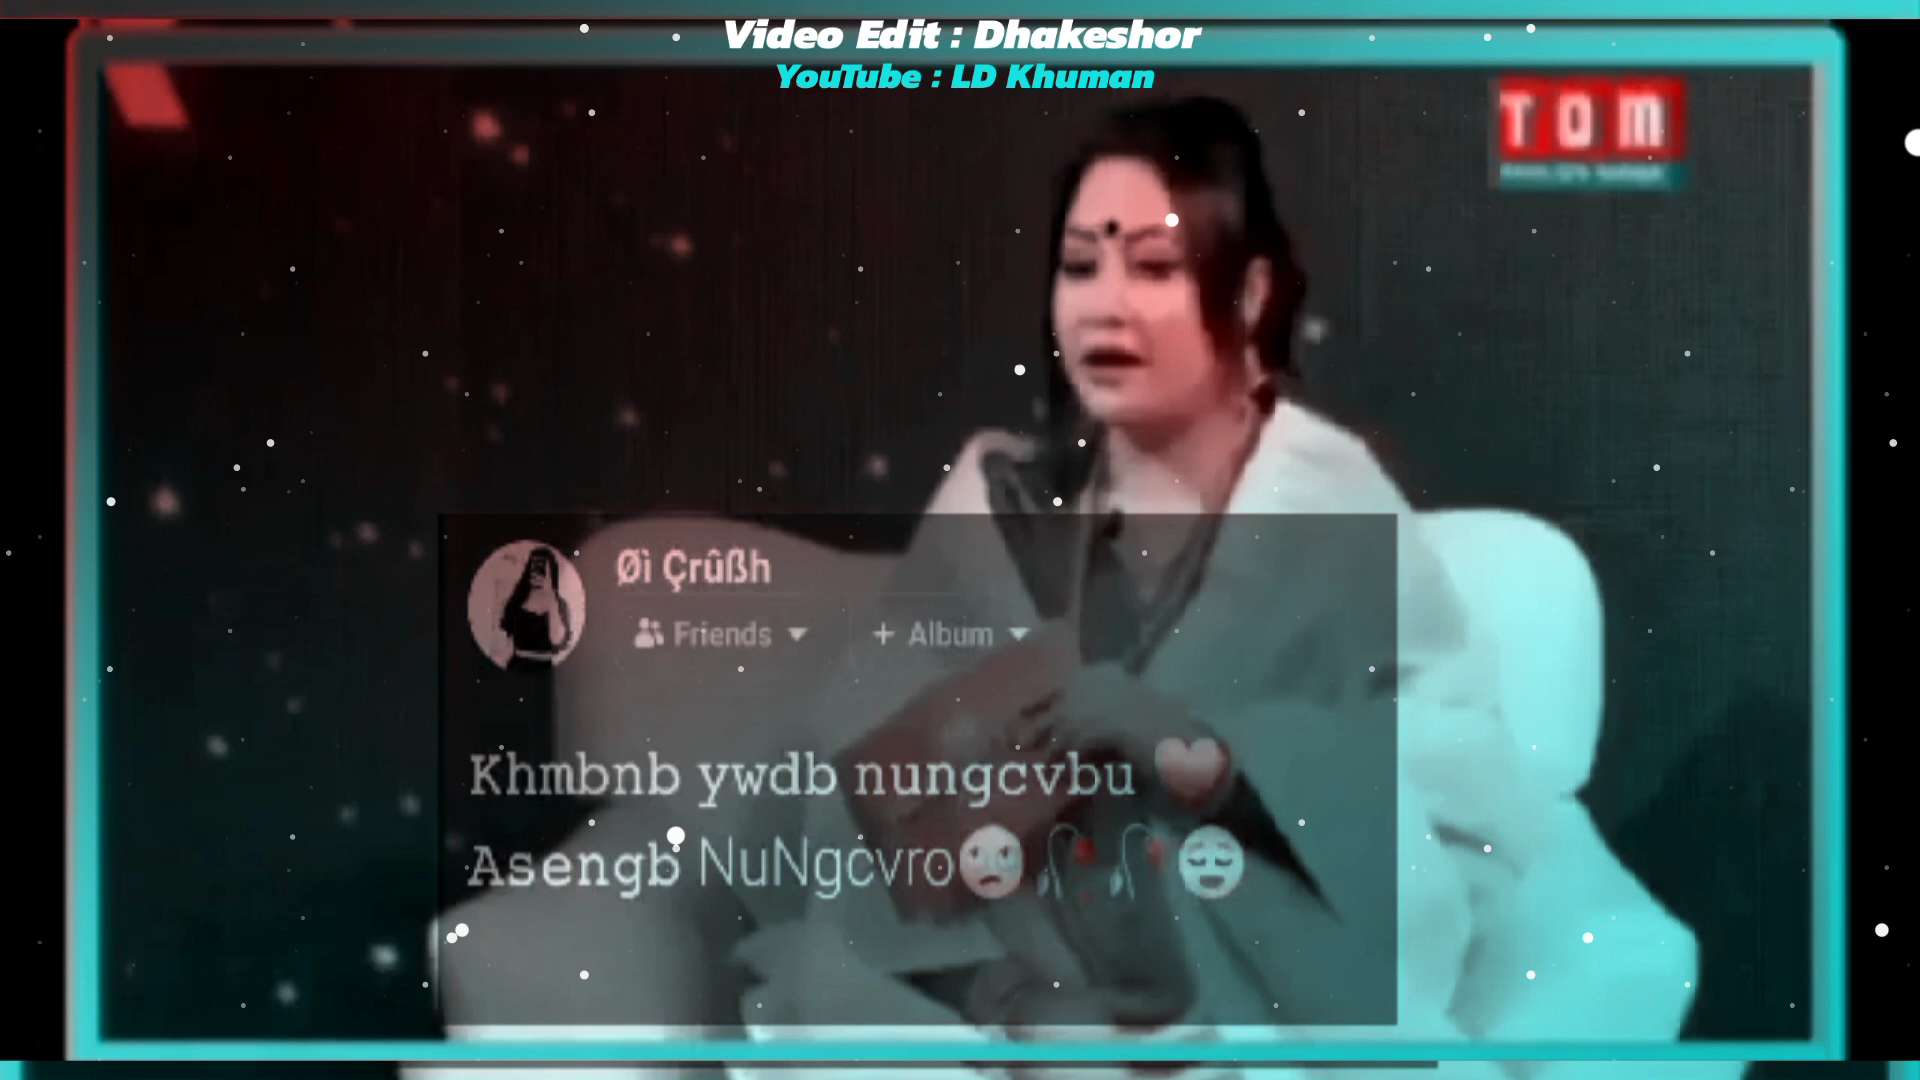 Video Edit : Dhakeshor
YouTube : LD Khuman
TOM
Øì Çrûßh
Friends
+ Album
Khmbnb ywdb nungcvbu 🤍
Asengb NuNgcvro🙄🥀🥀😌